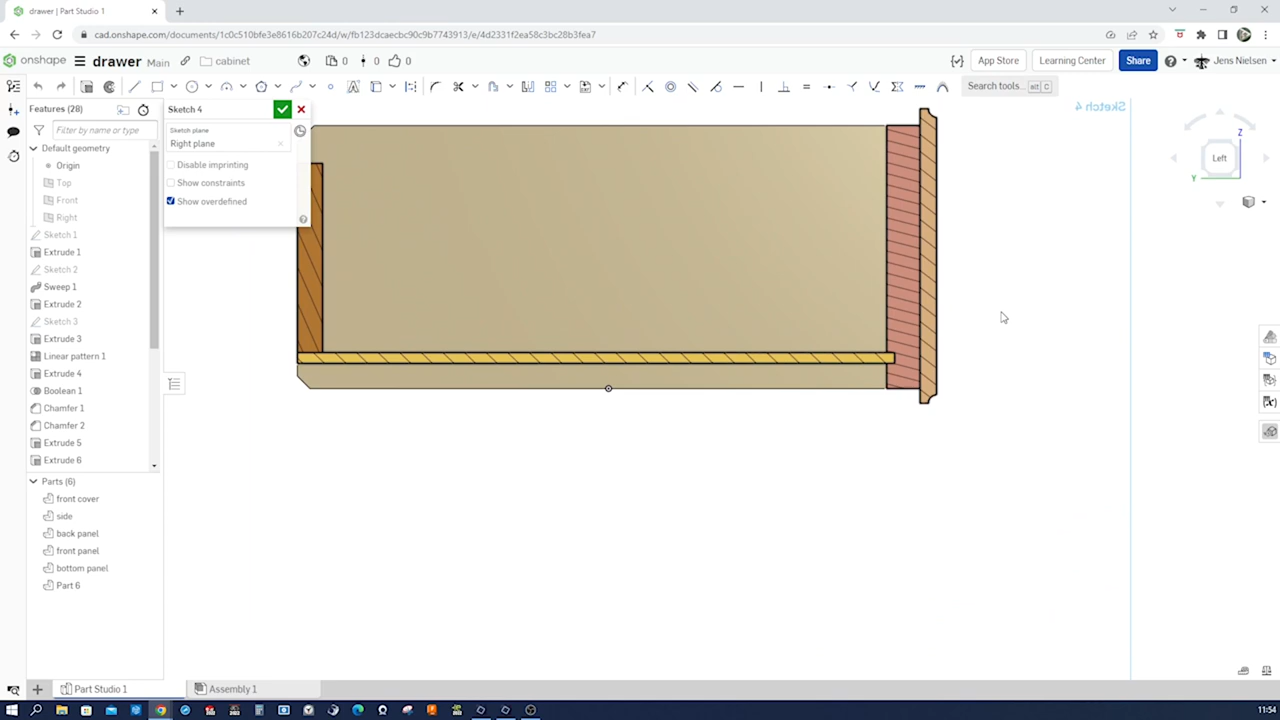 drawer | Part Studio 1
cad.onshape.com/documents/1c0c510bfe3e8616b207c24d/w/fb123dcaecbc90c9b7743913/e/4d2331f2ea58c3bc28b3fea7
onshape
drawer Main
cabinet
0
0
0
App Store
Learning Center
Share
Jens Nielsen
Search tools...
alt C
Features (28)
Filter by name or type
Default geometry
Origin
Top
Front
Right
Sketch 1
Extrude 1
Sketch 2
Sweep 1
Extrude 2
Sketch 3
Extrude 3
Linear pattern 1
Extrude 4
Boolean 1
Chamfer 1
Chamfer 2
Extrude 5
Extrude 6
Parts (6)
front cover
side
back panel
front panel
bottom panel
Part 6
Sketch 4
Sketch plane
Right plane
Disable imprinting
Show constraints
Show overdefined
Sketch 4
Left
Z
Y
Part Studio 1
Assembly 1
11:54